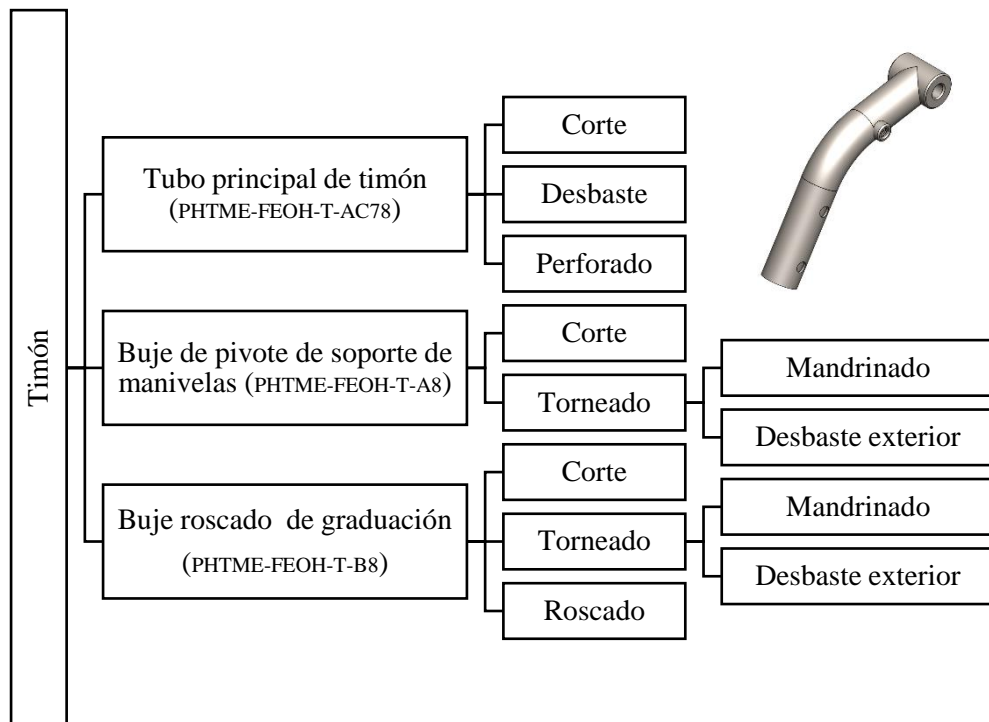 Timón
Tubo principal de timón
(PHTME-FEOH-T-AC78)
Corte
Desbaste
Perforado
Buje de pivote de soporte de
manivelas (PHTME-FEOH-T-A8)
Corte
Torneado
Mandrinado
Desbaste exterior
Buje roscado de graduación
(PHTME-FEOH-T-B8)
Corte
Torneado
Mandrinado
Desbaste exterior
Roscado